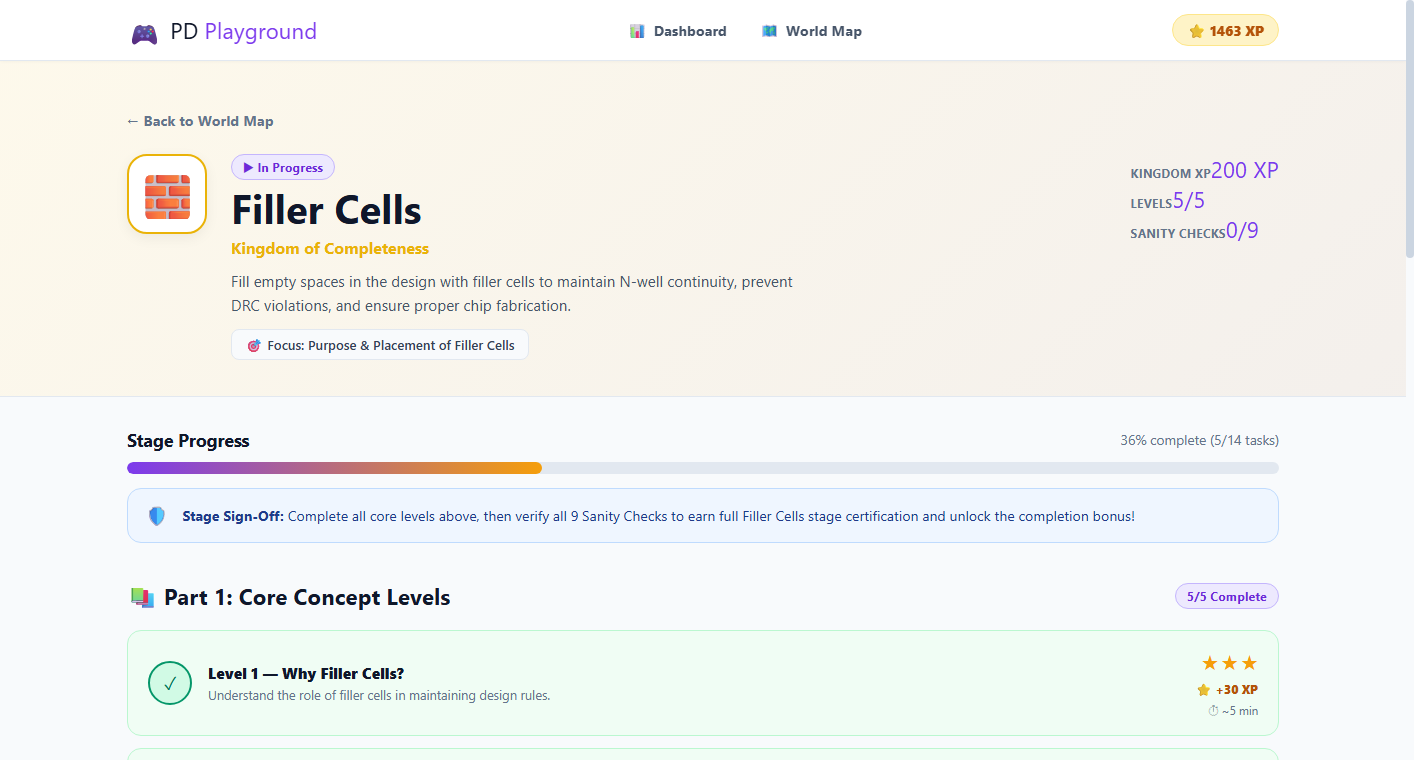 PD Playground
Dashboard
World Map
1463 XP
← Back to World Map
▶ In Progress
Filler Cells
Kingdom of Completeness
Fill empty spaces in the design with filler cells to maintain N-well continuity, prevent
DRC violations, and ensure proper chip fabrication.
Focus: Purpose & Placement of Filler Cells
KINGDOM XP200 XP
LEVELS5/5
SANITY CHECKS0/9
Stage Progress
36% complete (5/14 tasks)
Stage Sign-Off: Complete all core levels above, then verify all 9 Sanity Checks to earn full Filler Cells stage certification and unlock the completion bonus!
Part 1: Core Concept Levels
5/5 Complete
Level 1 — Why Filler Cells?
Understand the role of filler cells in maintaining design rules.
★★★
+30 XP
~5 min